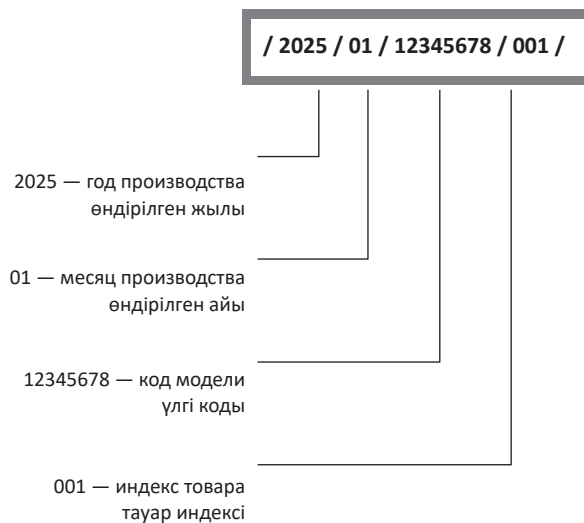 / 2025 / 01 / 12345678 / 001 /
2025 — год производства
өндірілген жылы
01 — месяц производства
өндірілген айы
12345678 — код модели
үлгі коды
001 — индекс товара
тауар индексі